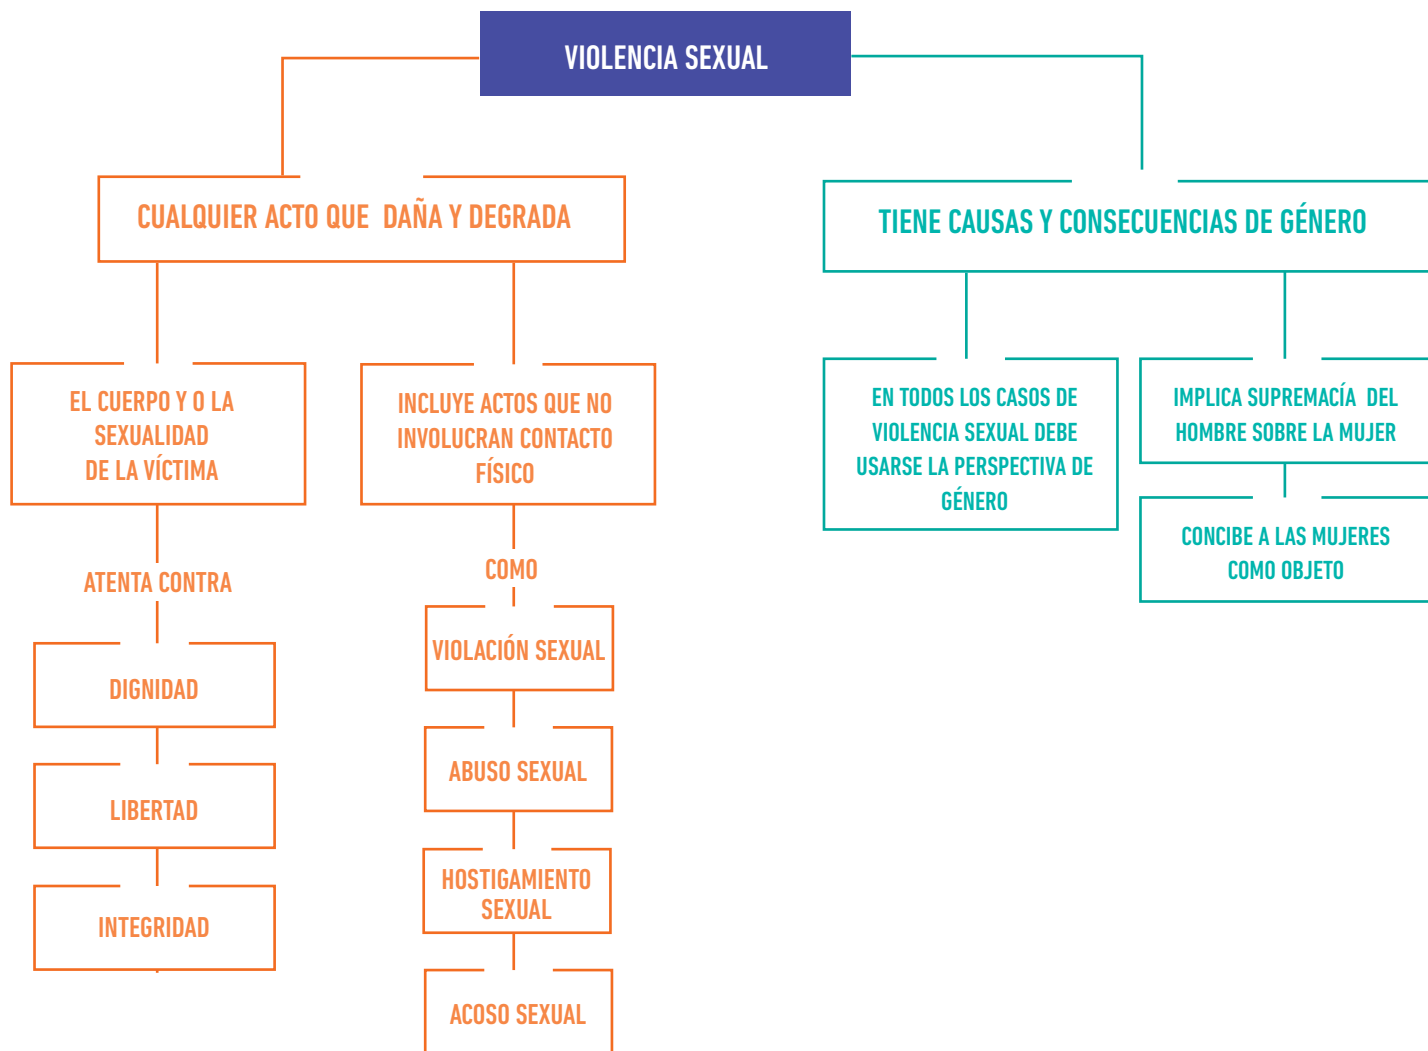 VIOLENCIA SEXUAL
CUALQUIER ACTO QUE DAÑA Y DEGRADA
EL CUERPO Y O LA
SEXUALIDAD
DE LA VÍCTIMA
ATENTA CONTRA
DIGNIDAD
LIBERTAD
INTEGRIDAD
INCLUYE ACTOS QUE NO
INVOLUCRAN CONTACTO
FÍSICO
COMO
VIOLACIÓN SEXUAL
ABUSO SEXUAL
HOSTIGAMIENTO
SEXUAL
ACOSO SEXUAL
TIENE CAUSAS Y CONSECUENCIAS DE GÉNERO
EN TODOS LOS CASOS DE
VIOLENCIA SEXUAL DEBE
USARSE LA PERSPECTIVA DE
GÉNERO
IMPLICA SUPREMACÍA DEL
HOMBRE SOBRE LA MUJER
CONCIBE A LAS MUJERES
COMO OBJETO